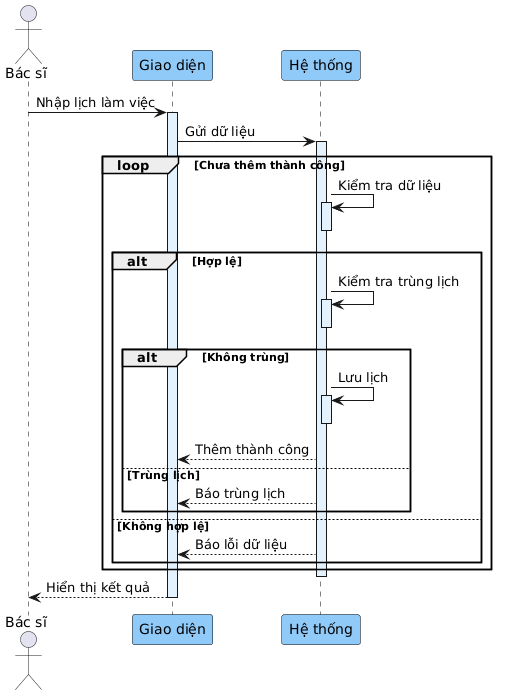 Bác sĩ
Giao diện
Hệ thống
Nhập lịch làm việc
Gửi dữ liệu
loop
[Chưa thêm thành công]
Kiểm tra dữ liệu
alt
[Hợp lệ]
Kiểm tra trùng lịch
alt
[Không trùng]
Lưu lịch
Thêm thành công
[Trùng lịch]
Báo trùng lịch
[Không hợp lệ]
Báo lỗi dữ liệu
Hiển thị kết quả
Bác sĩ
Giao diện
Hệ thống